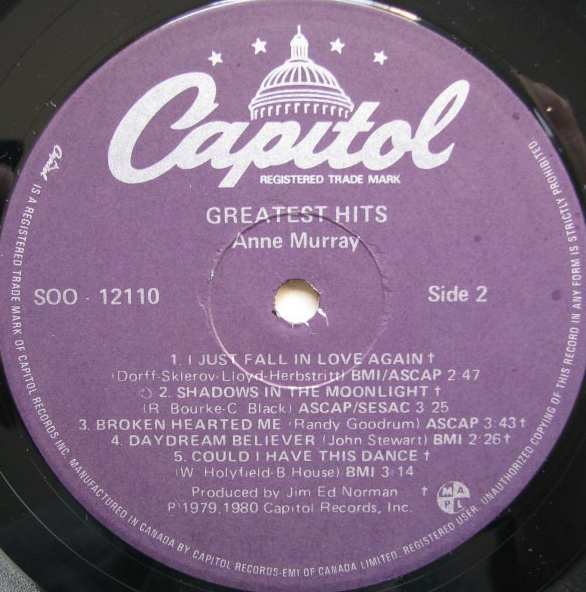 Capitol
REGISTERED TRADE MARK
GREATEST HITS
Anne Murray
SOO - 12110
Side 2
1. I JUST FALL IN LOVE AGAIN †
(Dorff-Sklerov-Lloyd-Herbstritt) BMI/ASCAP 2:47
2. SHADOWS IN THE MOONLIGHT †
(R. Bourke-C. Black) ASCAP/SESAC 3 25
3. BROKEN HEARTED ME (Randy Goodrum) ASCAP 3:43†
4. DAYDREAM BELIEVER (John Stewart) BMI 2:26†
5. COULD I HAVE THIS DANCE †
(W. Holyfield-B. House) BMI 3 14
Produced by Jim Ed Norman †
MAPL
℗1979, 1980 Capitol Records, Inc.
Capitol IS A REGISTERED TRADE MARK OF CAPITOL RECORDS INC. MANUFACTURED IN CANADA BY CAPITOL RECORDS-EMI OF CANADA LIMITED. REGISTERED USER. UNAUTHORIZED COPYING OF THIS RECORD IN ANY FORM IS STRICTLY PROHIBITED.